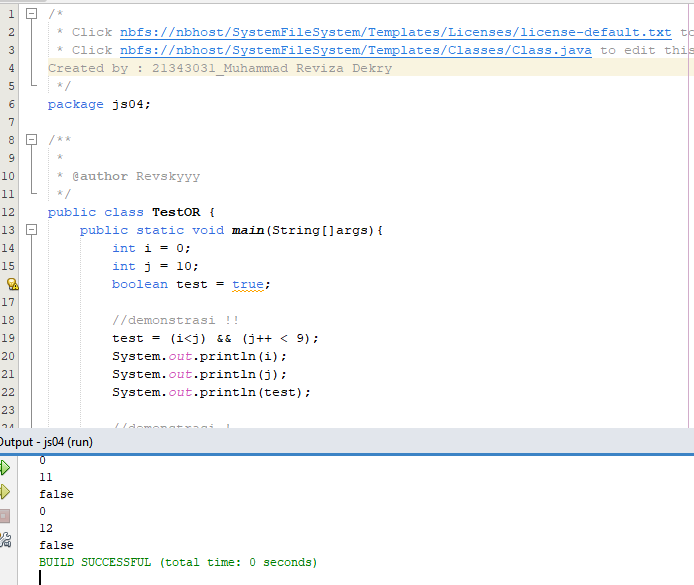 1 /*
2 * Click nbfs://nbhost/SystemFileSystem/Templates/Licenses/license-default.txt to
3 * Click nbfs://nbhost/SystemFileSystem/Templates/Classes/Class.java to edit this
4 Created by : 21343031_Muhammad Reviza Dekry
5 */
6 package js04;
7
8 /**
9 *
10 * @author Revskyyy
11 */
12 public class TestOR {
13 public static void main(String[]args){
14 int i = 0;
15 int j = 10;
boolean test = true;
17
18 //demonstrasi !!
19 test = (i<j) && (j++ < 9);
20 System.out.println(i);
21 System.out.println(j);
22 System.out.println(test);
23
24 //demonstrasi !
Output - js04 (run)
0
11
false
0
12
false
BUILD SUCCESSFUL (total time: 0 seconds)